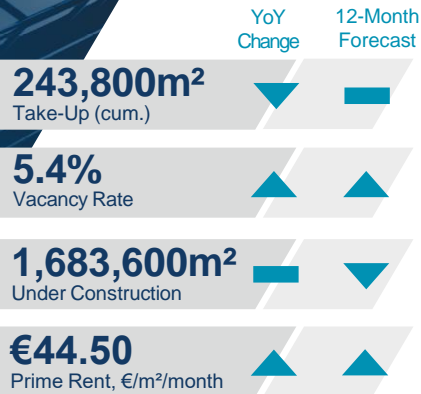 YoY Change
12-Month Forecast
243,800m²
Take-Up (cum.)
5.4%
Vacancy Rate
1,683,600m²
Under Construction
€44.50
Prime Rent, €/m²/month